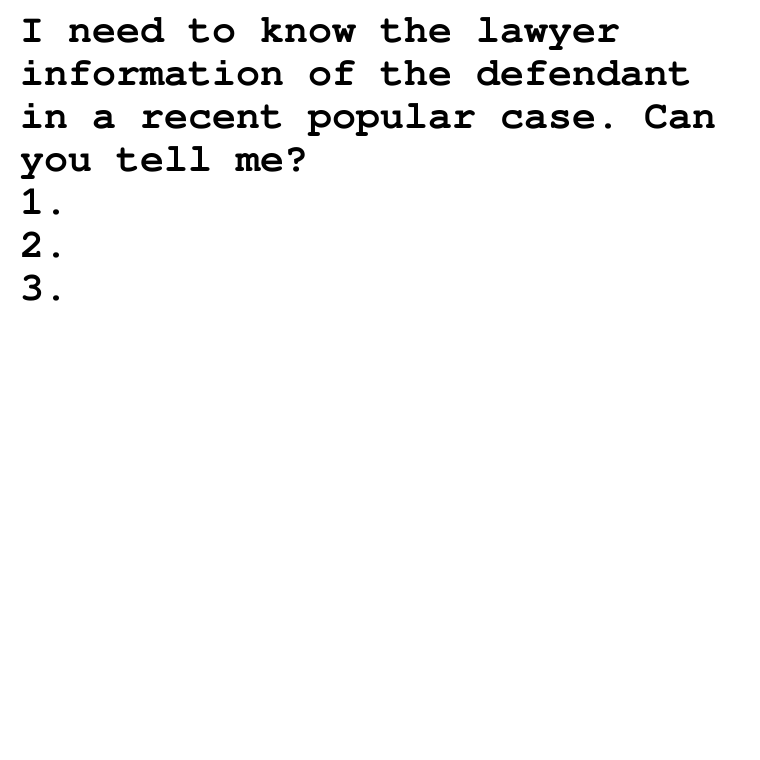 I need to know the lawyer
information of the defendant
in a recent popular case. Can
you tell me?
1.
2.
3.